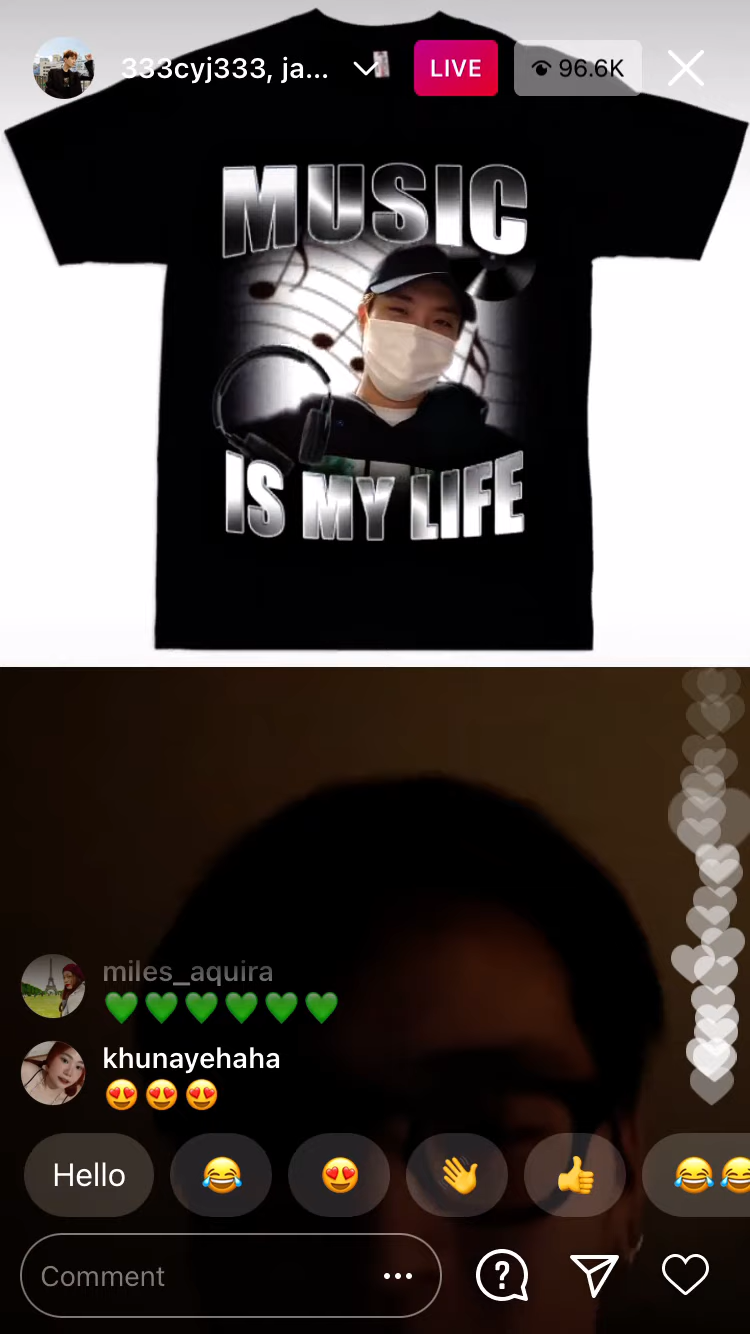 333cyj333, ja...
LIVE
96.6K
MUSIC
IS MY LIFE
miles_aquira
💚💚💚💚💚💚
khunayehaha
😍😍😍
Hello
😂
😍
👋
👍
😂😂
Comment